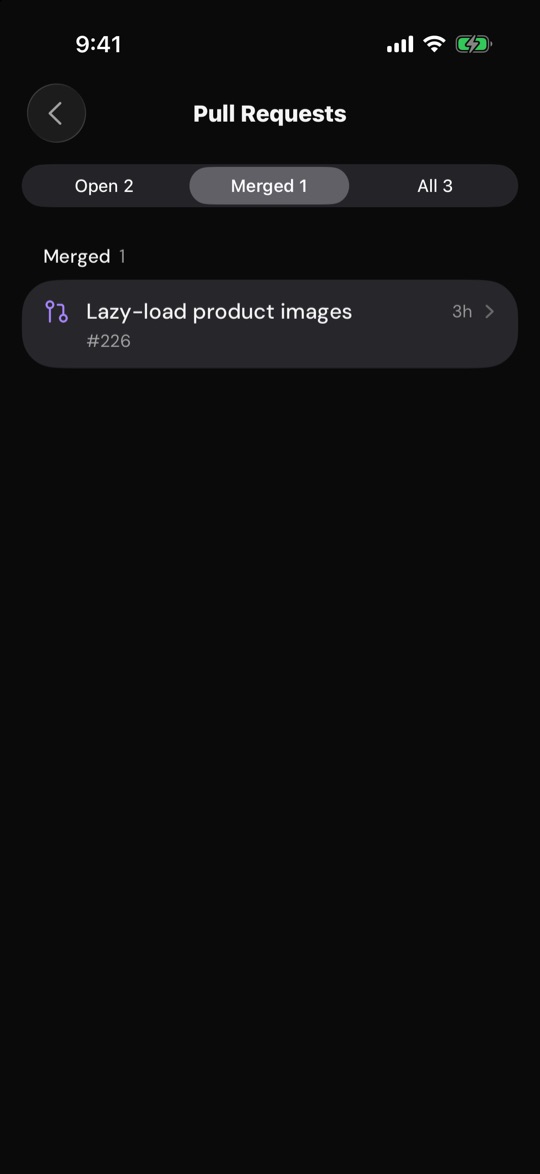 9:41
Pull Requests
Open 2
Merged 1
All 3
Merged 1
Lazy-load product images 3h
#226